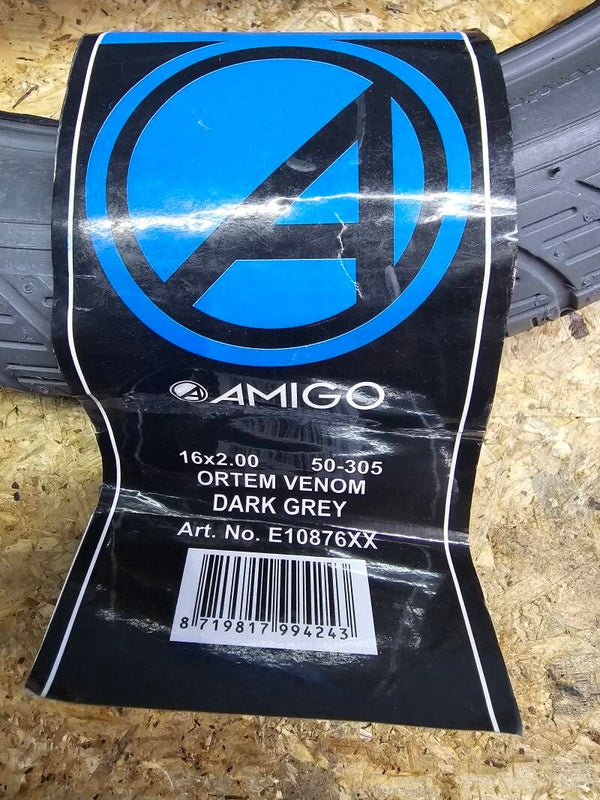 AMIGO
16x2.00 50-305
ORTEM VENOM
DARK GREY
Art. No. E10876XX
8 719817 994243